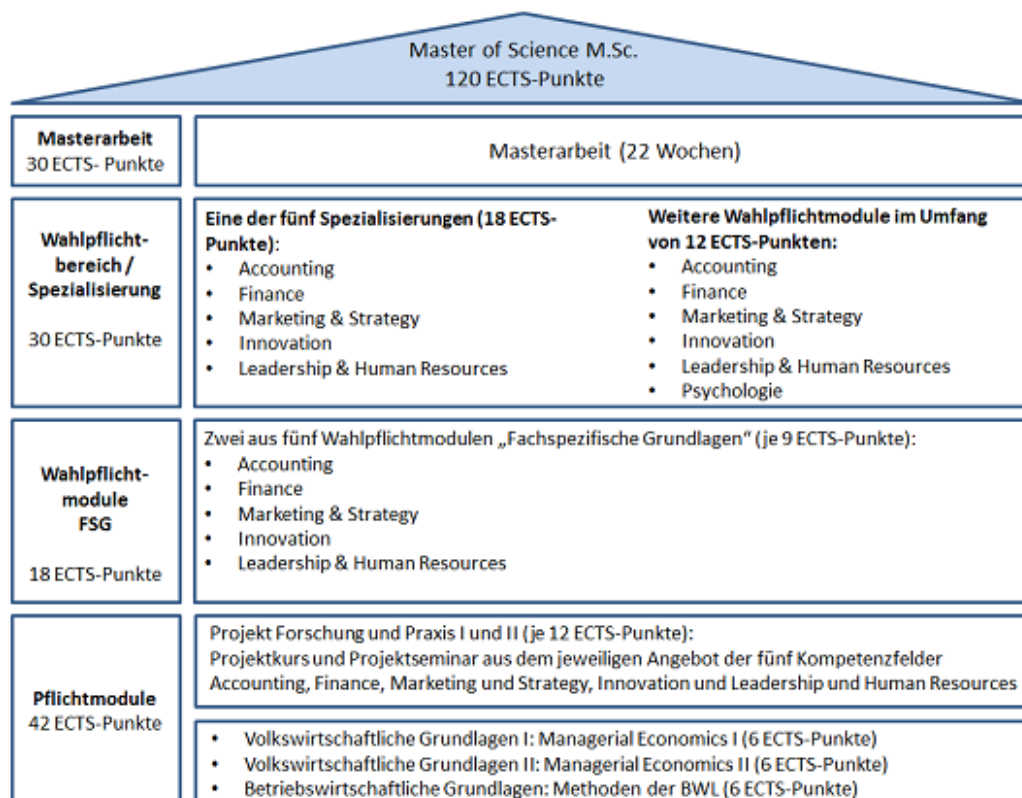 Master of Science M.Sc.
120 ECTS-Punkte
Masterarbeit
30 ECTS- Punkte
Masterarbeit (22 Wochen)
Wahlpflicht-
bereich /
Spezialisierung
30 ECTS-Punkte
Eine der fünf Spezialisierungen (18 ECTS-
Punkte):
• Accounting
• Finance
• Marketing & Strategy
• Innovation
• Leadership & Human Resources
Weitere Wahlpflichtmodule im Umfang
von 12 ECTS-Punkten:
• Accounting
• Finance
• Marketing & Strategy
• Innovation
• Leadership & Human Resources
• Psychologie
Wahlpflicht-
module
FSG
18 ECTS-Punkte
Zwei aus fünf Wahlpflichtmodulen „Fachspezifische Grundlagen“ (je 9 ECTS-Punkte):
• Accounting
• Finance
• Marketing & Strategy
• Innovation
• Leadership & Human Resources
Pflichtmodule
42 ECTS-Punkte
Projekt Forschung und Praxis I und II (je 12 ECTS-Punkte):
Projektkurs und Projektseminar aus dem jeweiligen Angebot der fünf Kompetenzfelder
Accounting, Finance, Marketing und Strategy, Innovation und Leadership und Human Resources
• Volkswirtschaftliche Grundlagen I: Managerial Economics I (6 ECTS-Punkte)
• Volkswirtschaftliche Grundlagen II: Managerial Economics II (6 ECTS-Punkte)
• Betriebswirtschaftliche Grundlagen: Methoden der BWL (6 ECTS-Punkte)